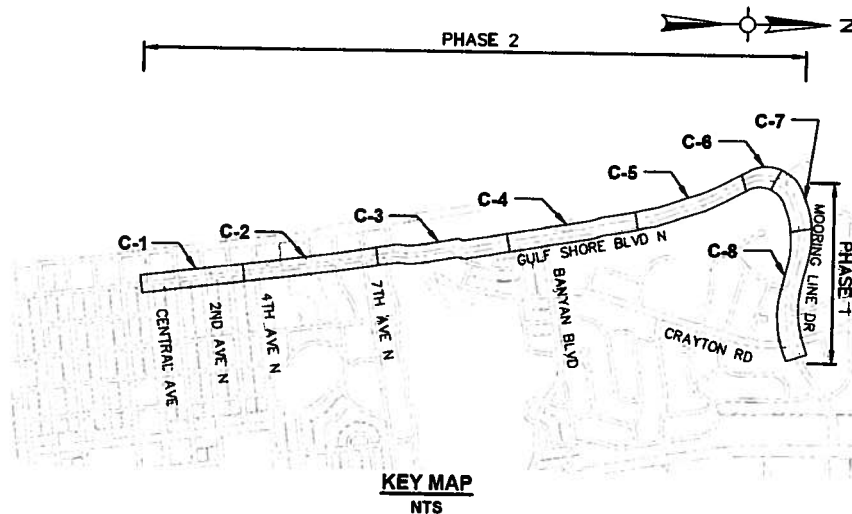 N
PHASE 2
C-7
C-6
C-5
C-4
C-3
C-2
C-1
C-8
MOORING LINE DR
PHASE 1
GULF SHORE BLVD N
BANYAN BLVD
CRAYTON RD
7TH AVE N
4TH AVE N
2ND AVE N
CENTRAL AVE
KEY MAP
NTS